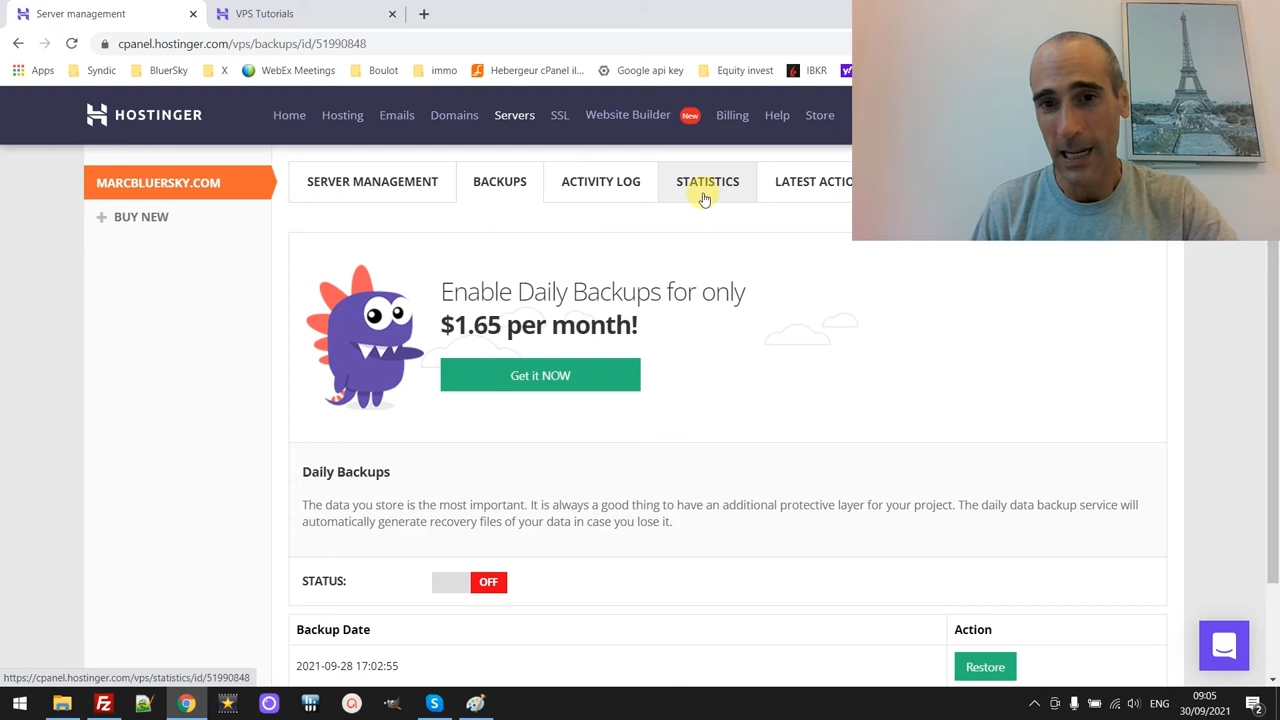 Server management
VPS Tutorials
cpanel.hostinger.com/vps/backups/id/51990848
Apps
Syndic
BluerSky
X
WebEx Meetings
Boulot
immo
Hebergeur cPanel il...
Google api key
Equity invest
IBKR
HOSTINGER
Home
Hosting
Emails
Domains
Servers
SSL
Website Builder
New
Billing
Help
Store
MARCBLUERSKY.COM
BUY NEW
SERVER MANAGEMENT
BACKUPS
ACTIVITY LOG
STATISTICS
LATEST ACTIO
Enable Daily Backups for only
$1.65 per month!
Get it NOW
Daily Backups
The data you store is the most important. It is always a good thing to have an additional protective layer for your project. The daily data backup service will
automatically generate recovery files of your data in case you lose it.
STATUS:
OFF
Backup Date
Action
2021-09-28 17:02:55
Restore
https://cpanel.hostinger.com/vps/statistics/id/51990848
ENG
09:05
30/09/2021
2